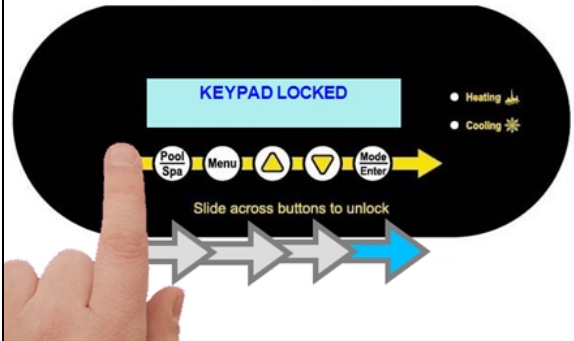 KEYPAD LOCKED
Heating
Cooling
Pool
Spa
Menu
Mode
Enter
Slide across buttons to unlock